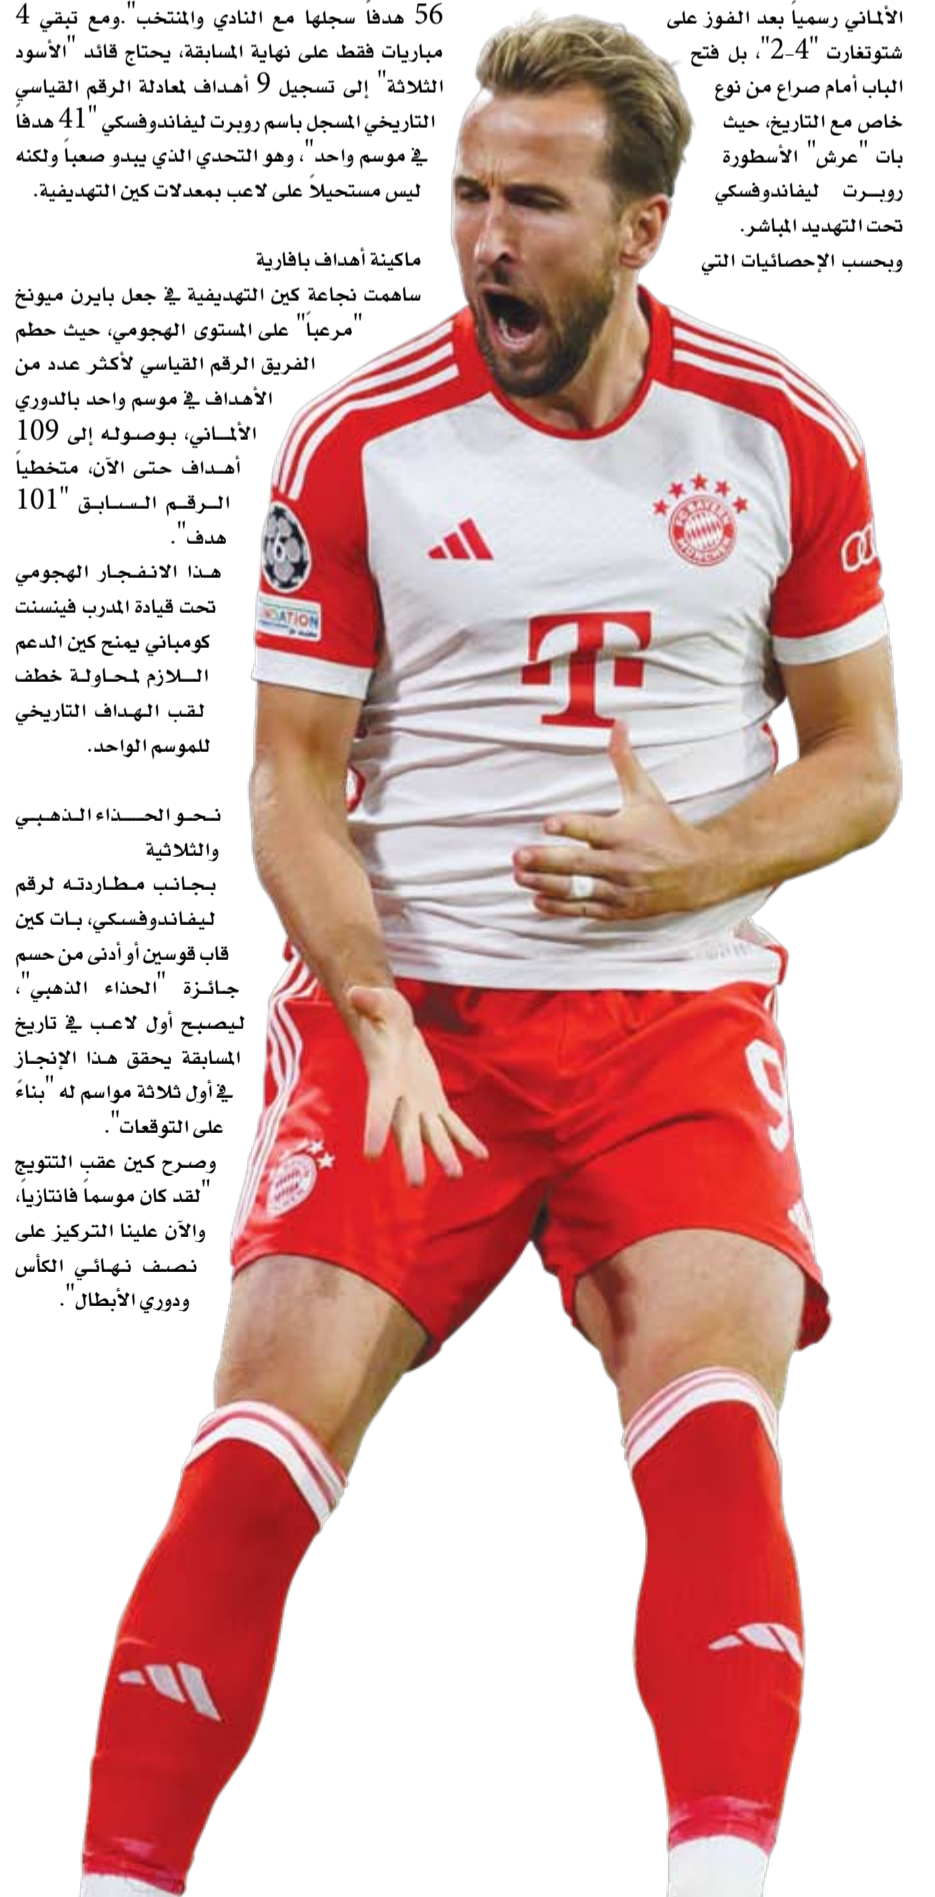 الألماني رسمياً بعد الفوز على
شتوتغارت "4-2"، بل فتح
الباب أمام صراع من نوع
خاص مع التاريخ، حيث
بات "عرش" الأسطورة
روبرت ليفاندوفسكي
تحت التهديد المباشر.
وبحسب الإحصائيات التي
56 هدفاً سجلها مع النادي والمنتخب".ومع تبقي 4
مباريات فقط على نهاية المسابقة، يحتاج قائد "الأسود
الثلاثة" إلى تسجيل 9 أهداف لمعادلة الرقم القياسي
التاريخي المسجل باسم روبرت ليفاندوفسكي "41 هدفاً
في موسم واحد"، وهو التحدي الذي يبدو صعباً ولكنه
ليس مستحيلاً على لاعب بمعدلات كين التهديفية.
ماكينة أهداف بافارية
ساهمت نجاعة كين التهديفية في جعل بايرن ميونخ
"مرعباً" على المستوى الهجومي، حيث حطم
الفريق الرقم القياسي لأكثر عدد من
الأهداف في موسم واحد بالدوري
الألماني، بوصوله إلى 109
أهداف حتى الآن، متخطياً
الرقم السابق "101
هدف".
هذا الانفجار الهجومي
تحت قيادة المدرب فينسنت
كومباني يمنح كين الدعم
اللازم لمحاولة خطف
لقب الهداف التاريخي
للموسم الواحد.
نحو الحذاء الذهبي
والثلاثية
بجانب مطاردته لرقم
ليفاندوفسكي، بات كين
قاب قوسين أو أدنى من حسم
جائزة "الحذاء الذهبي"،
ليصبح أول لاعب في تاريخ
المسابقة يحقق هذا الإنجاز
في أول ثلاثة مواسم له "بناءً
على التوقعات".
وصرح كين عقب التتويج
"لقد كان موسماً فانتازياً،
والآن علينا التركيز على
نصف نهائي الكأس
ودوري الأبطال".
FC BAYERN
MÜNCHEN
T
9